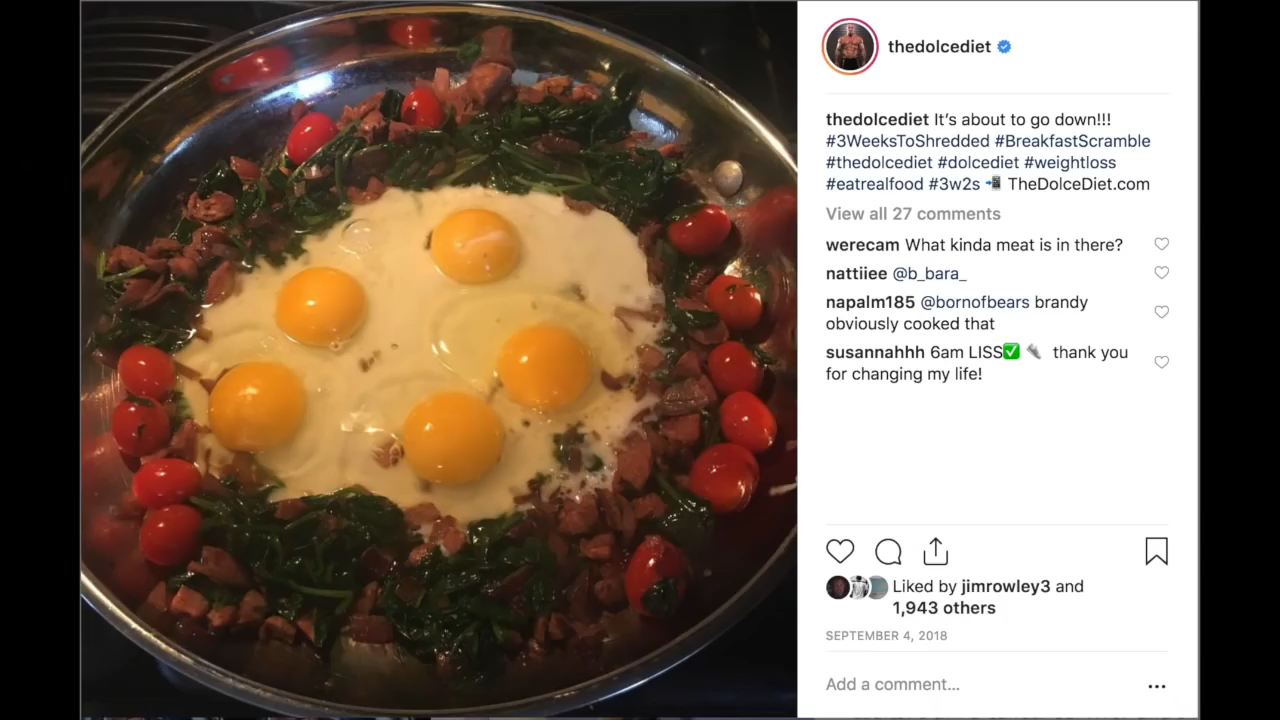 thedolcediet
thedolcediet It’s about to go down!!!
#3WeeksToShredded #BreakfastScramble
#thedolcediet #dolcediet #weightloss
#eatrealfood #3w2s 📲 TheDolceDiet.com
View all 27 comments
werecam What kinda meat is in there?
nattiiee @b_bara_
napalm185 @bornofbears brandy
obviously cooked that
susannahhh 6am LISS✅ 🔌 thank you
for changing my life!
Liked by jimrowley3 and
1,943 others
SEPTEMBER 4, 2018
Add a comment...